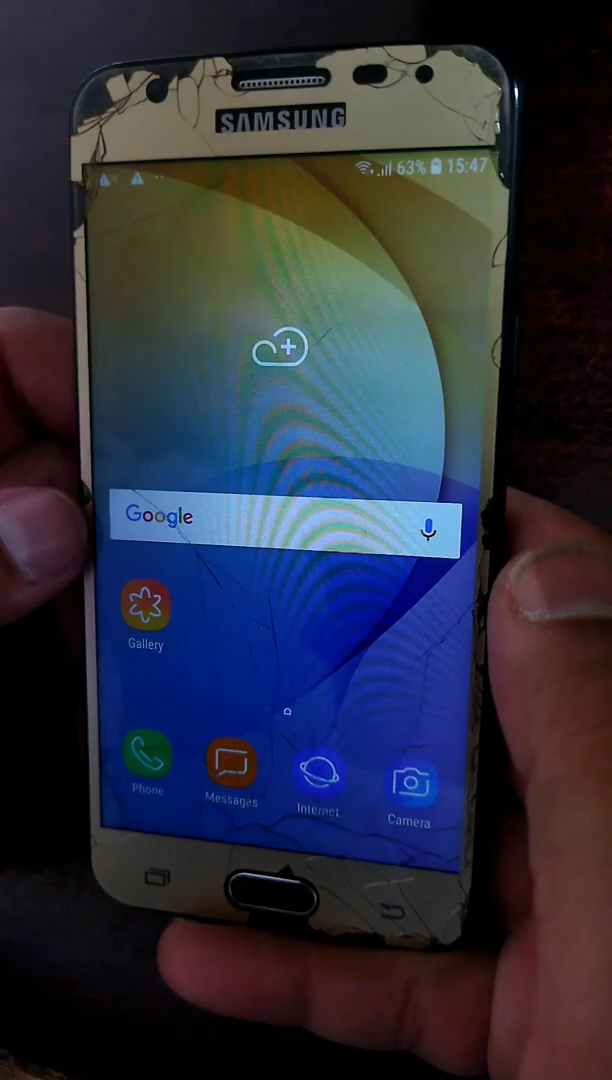 SAMSUNG
63% 15:47
Google
Gallery
Phone
Messages
Internet
Camera